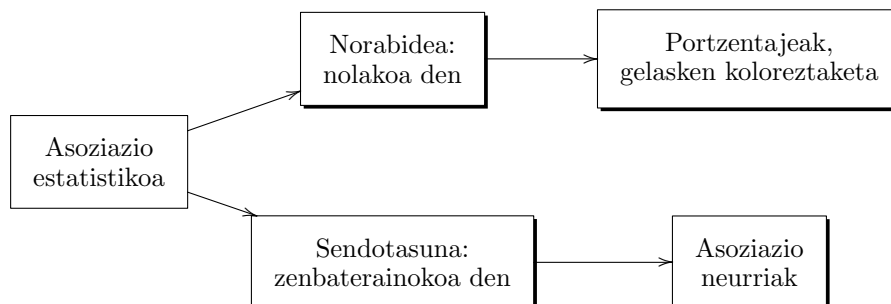 Norabidea:
nolakoa den
Portzentajeak,
gelasken koloreztaketa
Asoziazio
estatistikoa
Sendotasuna:
zenbaterainokoa den
Asoziazio
neurriak